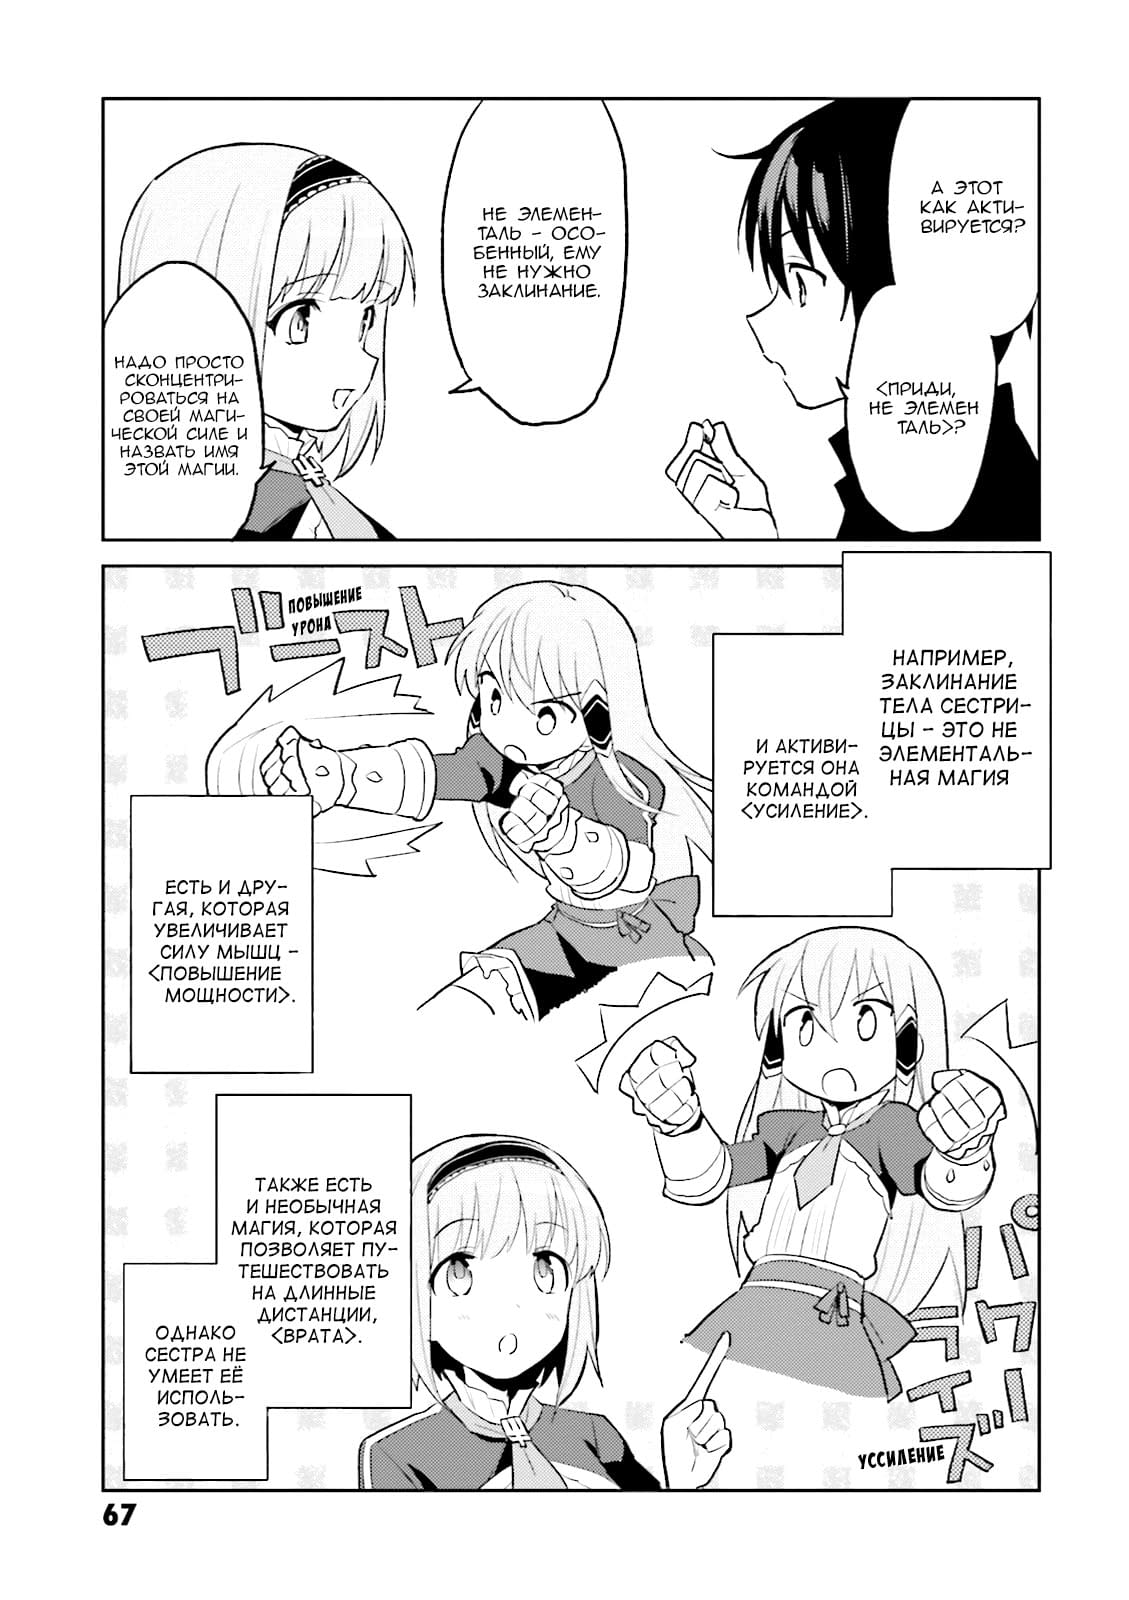 А ЭТОТ
КАК АКТИ-
ВИРУЕТСЯ?
<ПРИДИ,
НЕ ЭЛЕМЕН
ТАЛЬ>?
НЕ ЭЛЕМЕН-
ТАЛЬ - ОСО-
БЕННЫЙ, ЕМУ
НЕ НУЖНО
ЗАКЛИНАНИЕ.
НАДО ПРОСТО
СКОНЦЕНТРИ-
РОВАТЬСЯ НА
СВОЕЙ МАГИ-
ЧЕСКОЙ СИЛЕ И
НАЗВАТЬ ИМЯ
ЭТОЙ МАГИИ.
НАПРИМЕР,
ЗАКЛИНАНИЕ
ТЕЛА СЕСТРИ-
ЦЫ - ЭТО НЕ
ЭЛЕМЕНТАЛЬ-
НАЯ МАГИЯ
И АКТИВИ-
РУЕТСЯ ОНА
КОМАНДОЙ
<УСИЛЕНИЕ>.
ПОВЫШЕНИЕ
УРОНА
ブースト
ЕСТЬ И ДРУ-
ГАЯ, КОТОРАЯ
УВЕЛИЧИВАЕТ
СИЛУ МЫШЦ -
<ПОВЫШЕНИЕ
МОЩНОСТИ>.
パワーライズ
УССИЛЕНИЕ
ТАКЖЕ ЕСТЬ
И НЕОБЫЧНАЯ
МАГИЯ, КОТОРАЯ
ПОЗВОЛЯЕТ ПУ-
ТЕШЕСТВОВАТЬ
НА ДЛИННЫЕ
ДИСТАНЦИИ,
<ВРАТА>.
ОДНАКО
СЕСТРА НЕ
УМЕЕТ ЕЁ
ИСПОЛЬ-
ЗОВАТЬ.
67